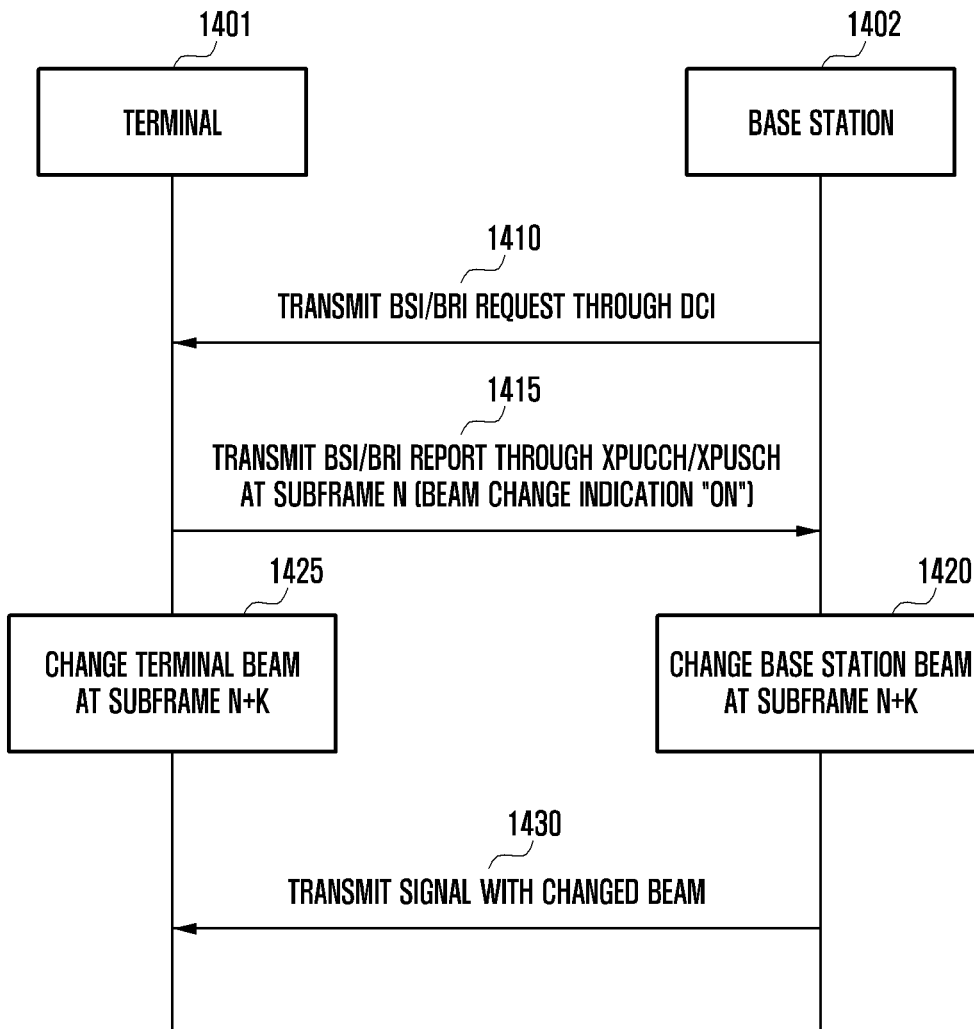 1401
1402
TERMINAL
BASE STATION
1410
TRANSMIT BSI/BRI REQUEST THROUGH DCI
1415
TRANSMIT BSI/BRI REPORT THROUGH XPUCCH/XPUSCH
AT SUBFRAME N (BEAM CHANGE INDICATION "ON")
1425
1420
CHANGE TERMINAL BEAM
AT SUBFRAME N+K
CHANGE BASE STATION BEAM
AT SUBFRAME N+K
1430
TRANSMIT SIGNAL WITH CHANGED BEAM